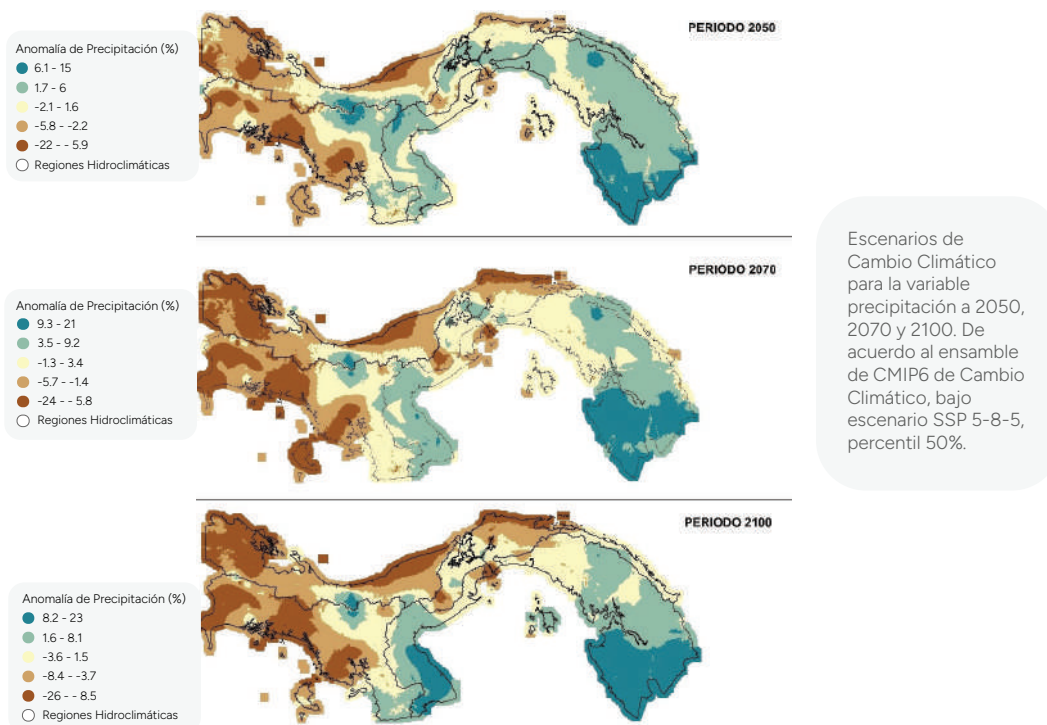 PERIODO 2050
Anomalía de Precipitación (%)
6.1 - 15
1.7 - 6
-2.1 - 1.6
-5.8 - -2.2
-22 - - 5.9
Regiones Hidroclimáticas
PERIODO 2070
Anomalía de Precipitación (%)
9.3 - 21
3.5 - 9.2
-1.3 - 3.4
-5.7 - -1.4
-24 - - 5.8
Regiones Hidroclimáticas
Escenarios de
Cambio Climático
para la variable
precipitación a 2050,
2070 y 2100. De
acuerdo al ensamble
de CMIP6 de Cambio
Climático, bajo
escenario SSP 5-8-5,
percentil 50%.
PERIODO 2100
Anomalía de Precipitación (%)
8.2 - 23
1.6 - 8.1
-3.6 - 1.5
-8.4 - -3.7
-26 - - 8.5
Regiones Hidroclimáticas